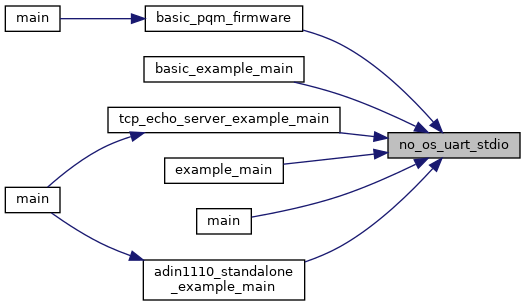 main
basic_pqm_firmware
basic_example_main
tcp_echo_server_example_main
no_os_uart_stdio
example_main
main
main
adin1110_standalone
_example_main